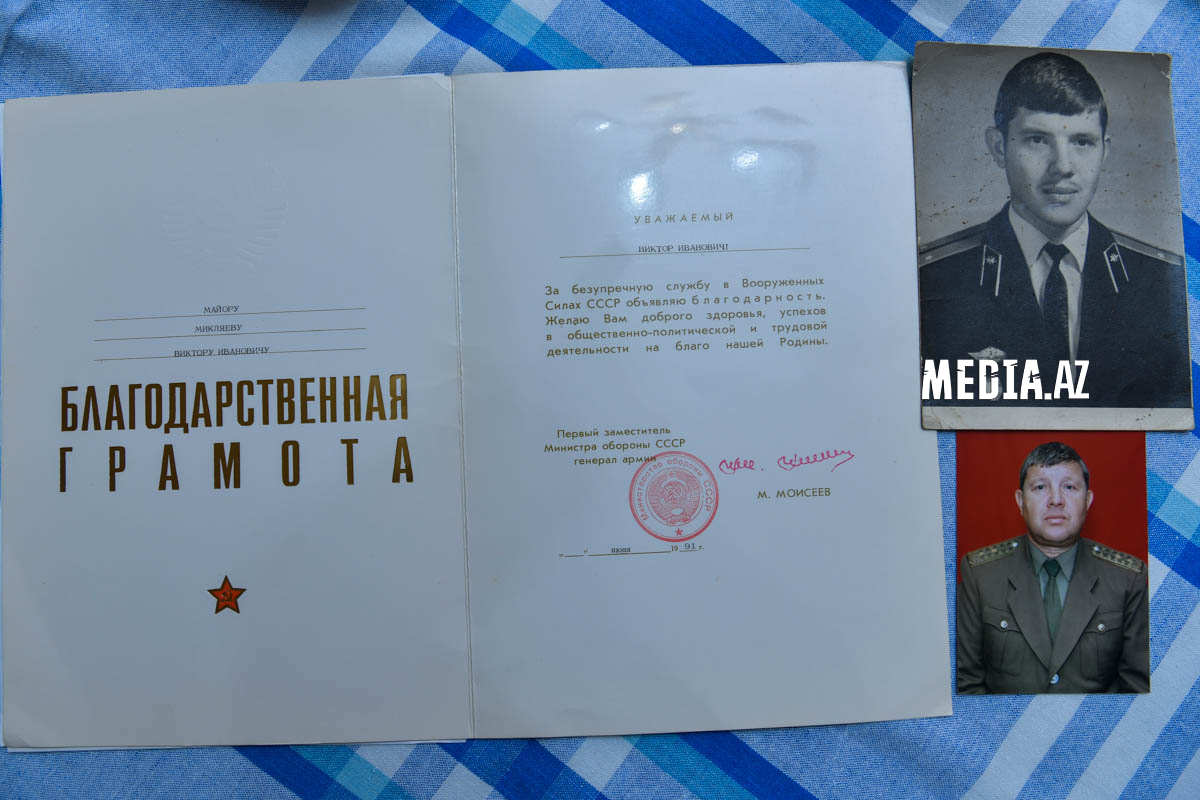 МАЙОРУ
МИКЛЯЕВУ
ВИКТОРУ ИВАНОВИЧУ
БЛАГОДАРСТВЕННАЯ
ГРАМОТА
УВАЖАЕМЫЙ
ВИКТОР ИВАНОВИЧ!
За безупречную службу в Вооруженных
Силах СССР объявляю благодарность.
Желаю Вам доброго здоровья, успехов
в общественно-политической и трудовой
деятельности на благо нашей Родины.
Первый заместитель
Министра обороны СССР
генерал армии
Министерство обороны СССР
М. МОИСЕЕВ
„ “ июня 1991 г.
MEDIA.AZ